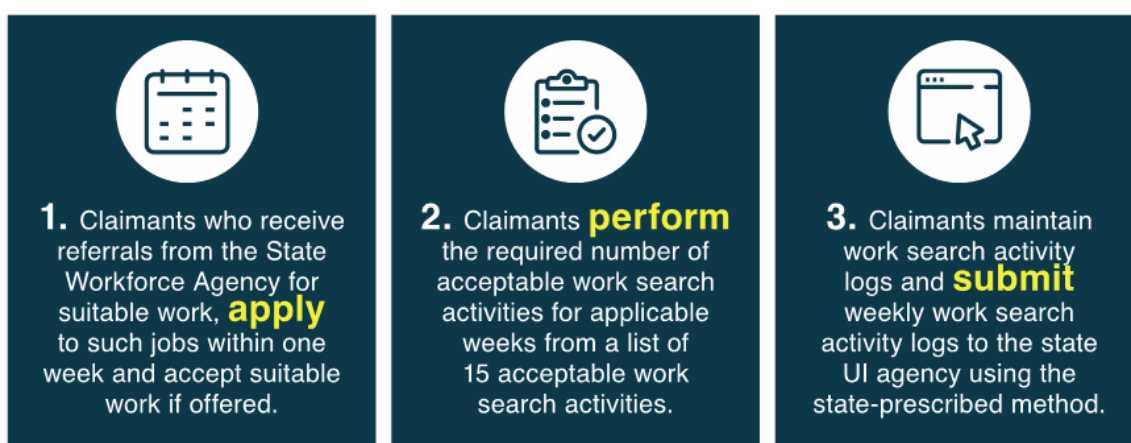 1. Claimants who receive
referrals from the State
Workforce Agency for
suitable work, apply
to such jobs within one
week and accept suitable
work if offered.
2. Claimants perform
the required number of
acceptable work search
activities for applicable
weeks from a list of
15 acceptable work
search activities.
3. Claimants maintain
work search activity
logs and submit
weekly work search
activity logs to the state
UI agency using the
state-prescribed method.